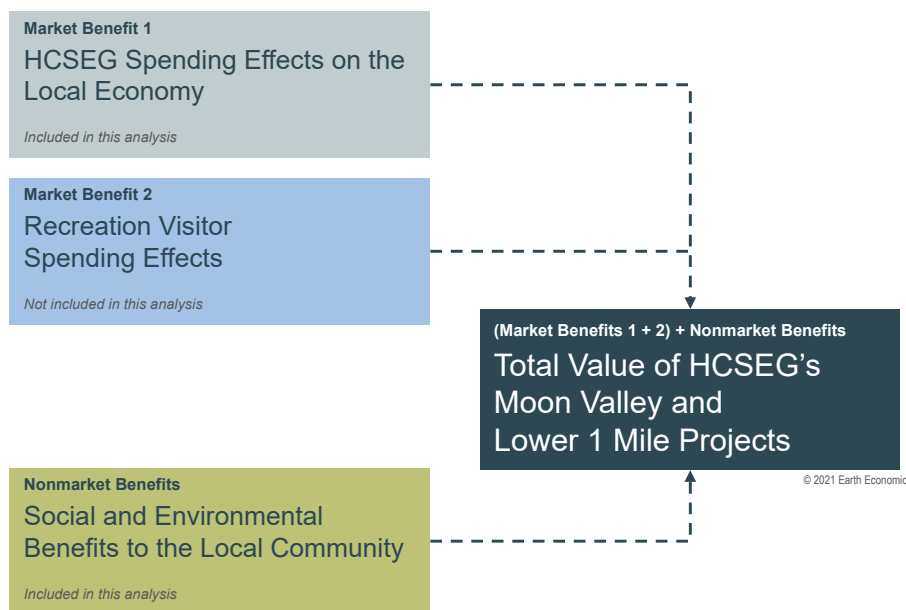 Market Benefit 1
HCSEG Spending Effects on the
Local Economy
Included in this analysis
Market Benefit 2
Recreation Visitor
Spending Effects
Not included in this analysis
(Market Benefits 1 + 2) + Nonmarket Benefits
Total Value of HCSEG’s
Moon Valley and
Lower 1 Mile Projects
© 2021 Earth Economic
Nonmarket Benefits
Social and Environmental
Benefits to the Local Community
Included in this analysis